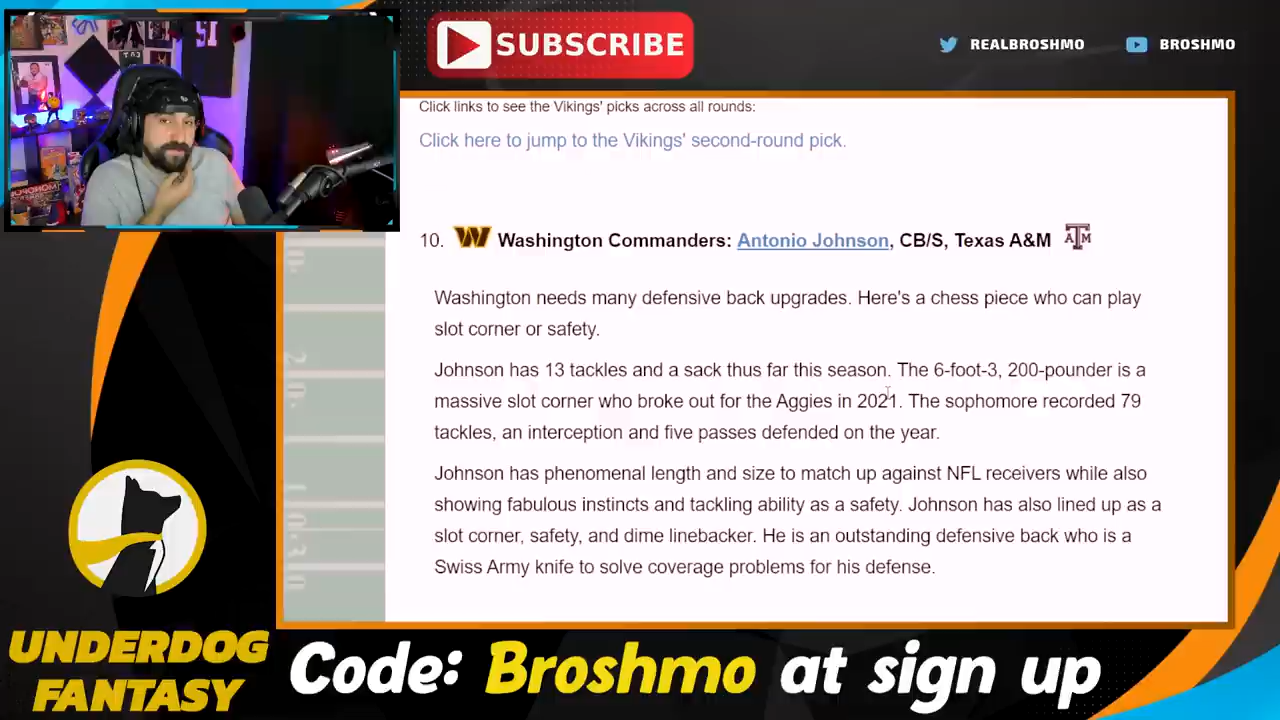 SUBSCRIBE
REALBROSHMO
BROSHMO
Click links to see the Vikings' picks across all rounds:
Click here to jump to the Vikings' second-round pick.
10. W Washington Commanders: Antonio Johnson, CB/S, Texas A&M ATM
Washington needs many defensive back upgrades. Here's a chess piece who can play
slot corner or safety.
Johnson has 13 tackles and a sack thus far this season. The 6-foot-3, 200-pounder is a
massive slot corner who broke out for the Aggies in 2021. The sophomore recorded 79
tackles, an interception and five passes defended on the year.
Johnson has phenomenal length and size to match up against NFL receivers while also
showing fabulous instincts and tackling ability as a safety. Johnson has also lined up as a
slot corner, safety, and dime linebacker. He is an outstanding defensive back who is a
Swiss Army knife to solve coverage problems for his defense.
UNDERDOG
FANTASY
Code: Broshmo at sign up